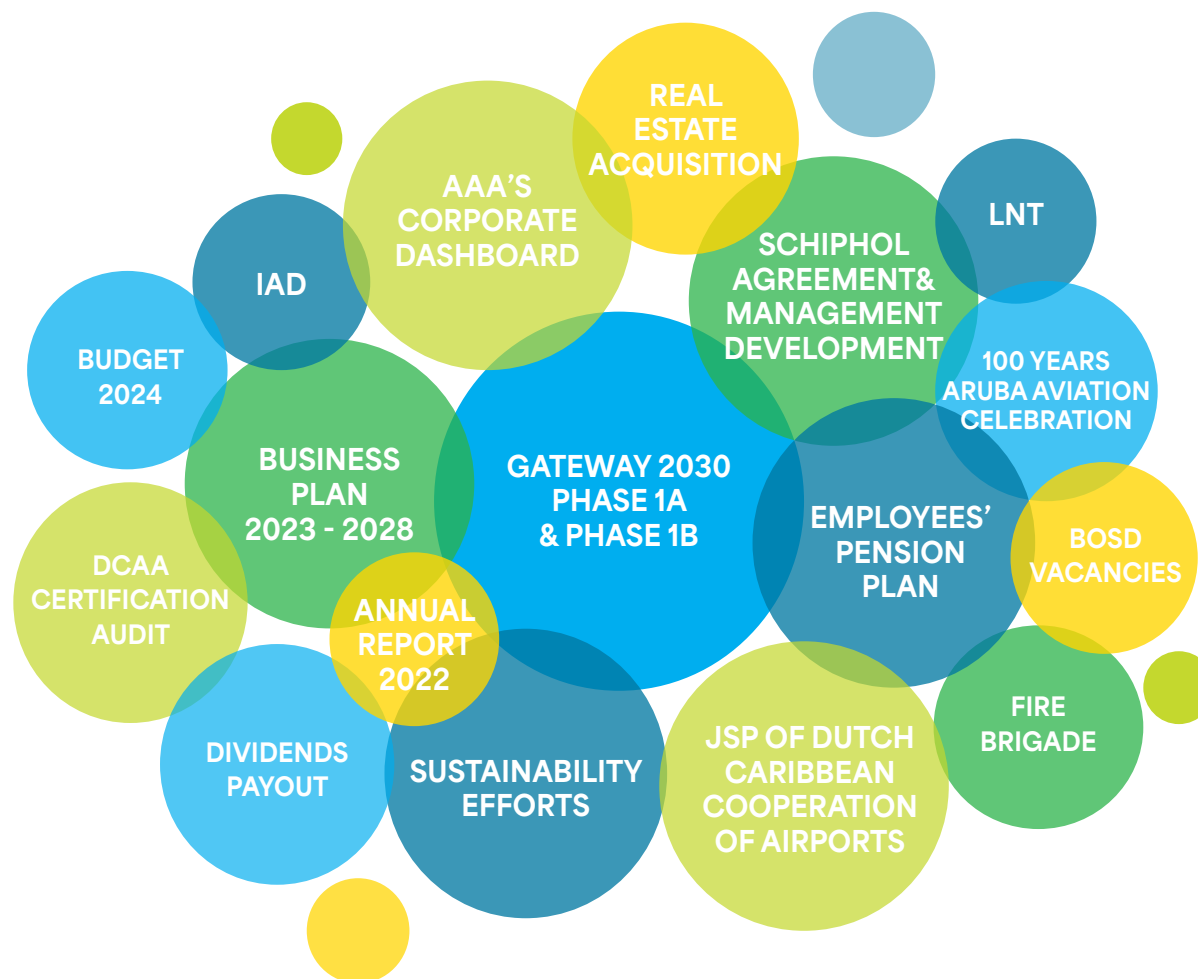 REAL
ESTATE
ACQUISITION
AAA’S
CORPORATE
DASHBOARD
LNT
SCHIPHOL
AGREEMENT&
MANAGEMENT
DEVELOPMENT
IAD
BUDGET
2024
100 YEARS
ARUBA AVIATION
CELEBRATION
BUSINESS
PLAN
2023 - 2028
GATEWAY 2030
PHASE 1A
& PHASE 1B
EMPLOYEES’
PENSION
PLAN
BOSD
VACANCIES
DCAA
CERTIFICATION
AUDIT
ANNUAL
REPORT
2022
DIVIDENDS
PAYOUT
SUSTAINABILITY
EFFORTS
JSP OF DUTCH
CARIBBEAN
COOPERATION
OF AIRPORTS
FIRE
BRIGADE